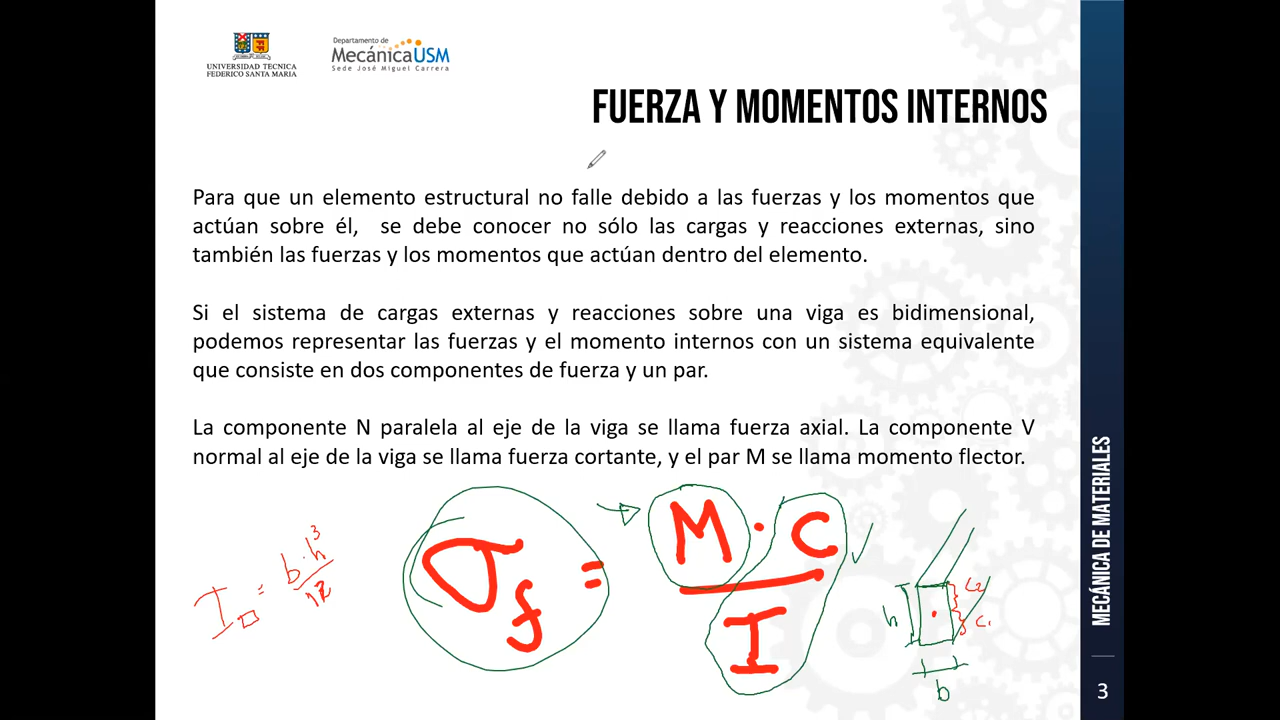 UNIVERSIDAD TECNICA
FEDERICO SANTA MARIA
Departamento de
MecánicaUSM
Sede José Miguel Carrera
FUERZA Y MOMENTOS INTERNOS
Para que un elemento estructural no falle debido a las fuerzas y los momentos que
actúan sobre él, se debe conocer no sólo las cargas y reacciones externas, sino
también las fuerzas y los momentos que actúan dentro del elemento.
Si el sistema de cargas externas y reacciones sobre una viga es bidimensional,
podemos representar las fuerzas y el momento internos con un sistema equivalente
que consiste en dos componentes de fuerza y un par.
La componente N paralela al eje de la viga se llama fuerza axial. La componente V
normal al eje de la viga se llama fuerza cortante, y el par M se llama momento flector.
I□ = b·h³/12
σf = M·C/I
h
C2
C1
b
MECÁNICA DE MATERIALES
3